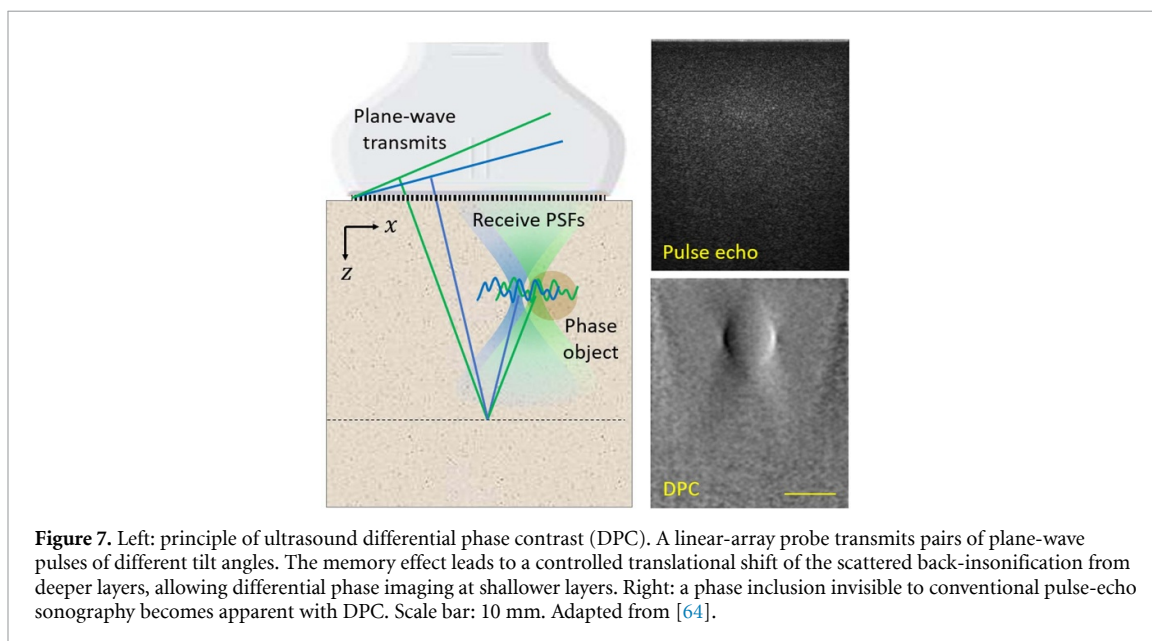 Plane-wave
transmits
Receive PSFs
x
z
Phase
object
Pulse echo
DPC
Figure 7. Left: principle of ultrasound differential phase contrast (DPC). A linear-array probe transmits pairs of plane-wave
pulses of different tilt angles. The memory effect leads to a controlled translational shift of the scattered back-insonification from
deeper layers, allowing differential phase imaging at shallower layers. Right: a phase inclusion invisible to conventional pulse-echo
sonography becomes apparent with DPC. Scale bar: 10 mm. Adapted from [64].